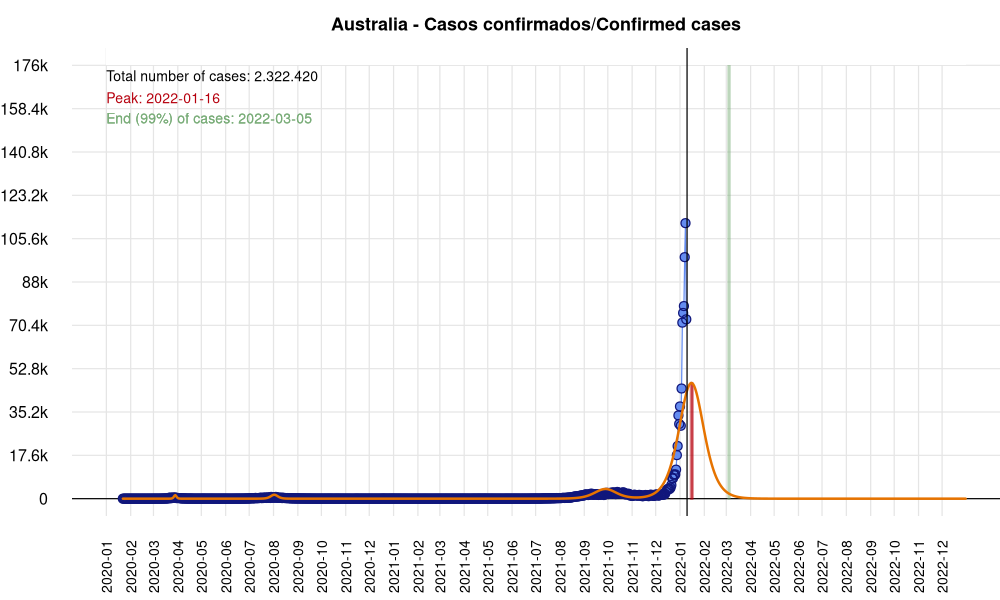 Australia - Casos confirmados/Confirmed cases
Total number of cases: 2.322.420
Peak: 2022-01-16
End (99%) of cases: 2022-03-05
176k
158.4k
140.8k
123.2k
105.6k
88k
70.4k
52.8k
35.2k
17.6k
0
2020-01
2020-02
2020-03
2020-04
2020-05
2020-06
2020-07
2020-08
2020-09
2020-10
2020-11
2020-12
2021-01
2021-02
2021-03
2021-04
2021-05
2021-06
2021-07
2021-08
2021-09
2021-10
2021-11
2021-12
2022-01
2022-02
2022-03
2022-04
2022-05
2022-06
2022-07
2022-08
2022-09
2022-10
2022-11
2022-12